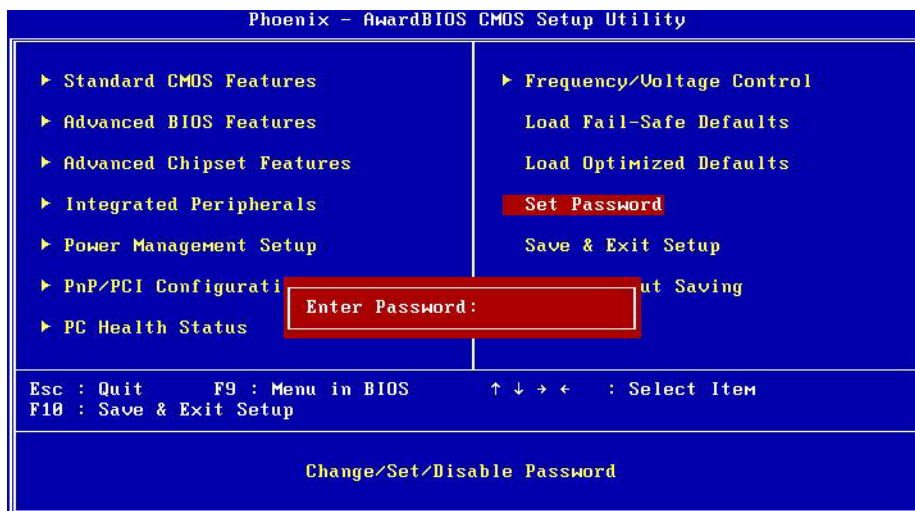 Phoenix - AwardBIOS CMOS Setup Utility
► Standard CMOS Features
► Advanced BIOS Features
► Advanced Chipset Features
► Integrated Peripherals
► Power Management Setup
► PnP/PCI Configurati
► PC Health Status
► Frequency/Voltage Control
Load Fail-Safe Defaults
Load Optimized Defaults
Set Password
Save & Exit Setup
ut Saving
Enter Password:
Esc : Quit F9 : Menu in BIOS ↑ ↓ → ← : Select Item
F10 : Save & Exit Setup
Change/Set/Disable Password